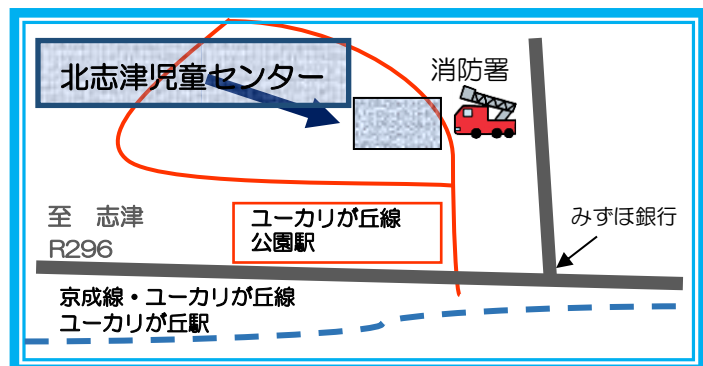 北志津児童センター
消防署
至　志津
R296
ユーカリが丘線
公園駅
みずほ銀行
京成線・ユーカリが丘線
ユーカリが丘駅